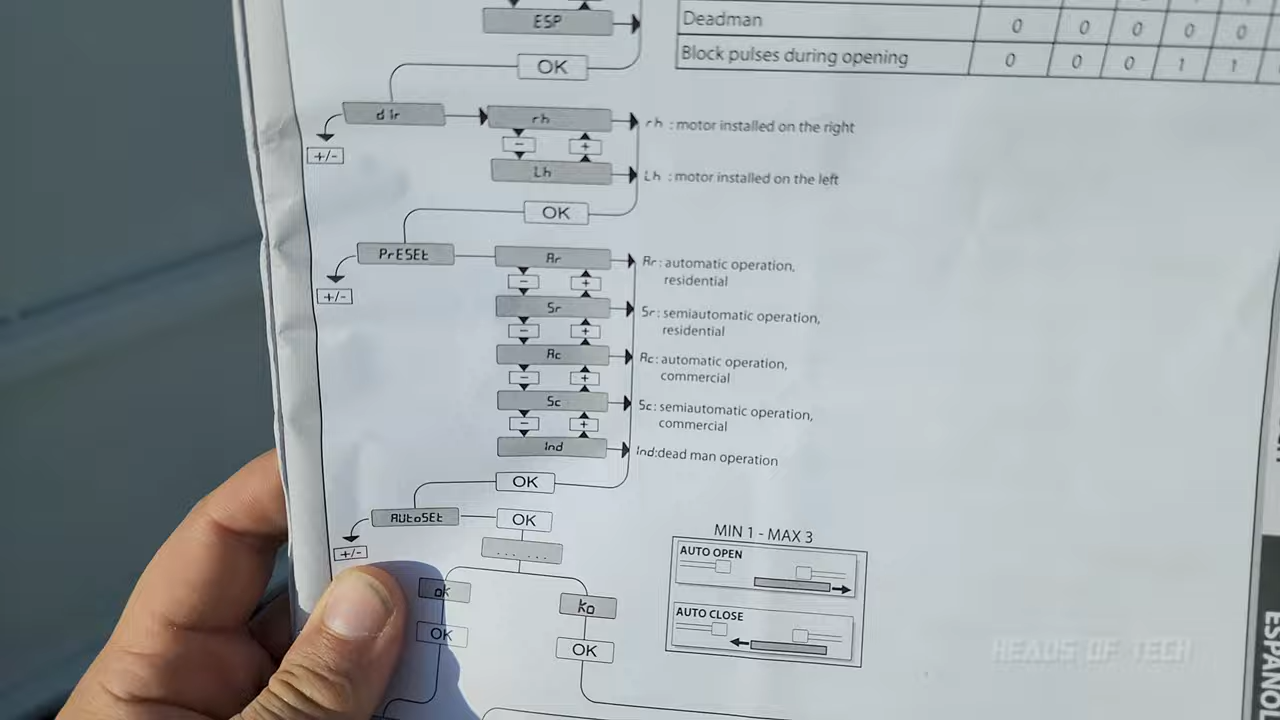 ESP
Deadman 0 0 0 0 0
Block pulses during opening 0 0 0 1 1
OK
dir
rh
rh : motor installed on the right
+/-
- +
Lh
Lh : motor installed on the left
OK
PrESEt
Ar
Ar: automatic operation,
residential
+/-
- +
Sr
Sr: semiautomatic operation,
residential
- +
Ac
Ac: automatic operation,
commercial
- +
Sc
Sc: semiautomatic operation,
commercial
- +
Ind
Ind:dead man operation
OK
AUtoSEt
OK
+/-
... ...
ok
ko
OK
OK
MIN 1 - MAX 3
AUTO OPEN
AUTO CLOSE
HEADS OF TECH
ESPAÑOL